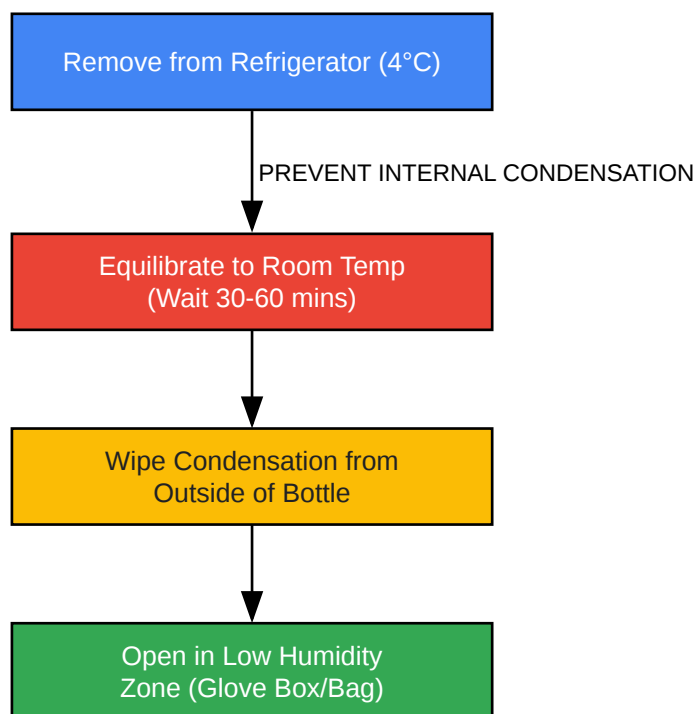 Remove from Refrigerator (4°C)
PREVENT INTERNAL CONDENSATION
Equilibrate to Room Temp
(Wait 30-60 mins)
Wipe Condensation from
Outside of Bottle
Open in Low Humidity
Zone (Glove Box/Bag)